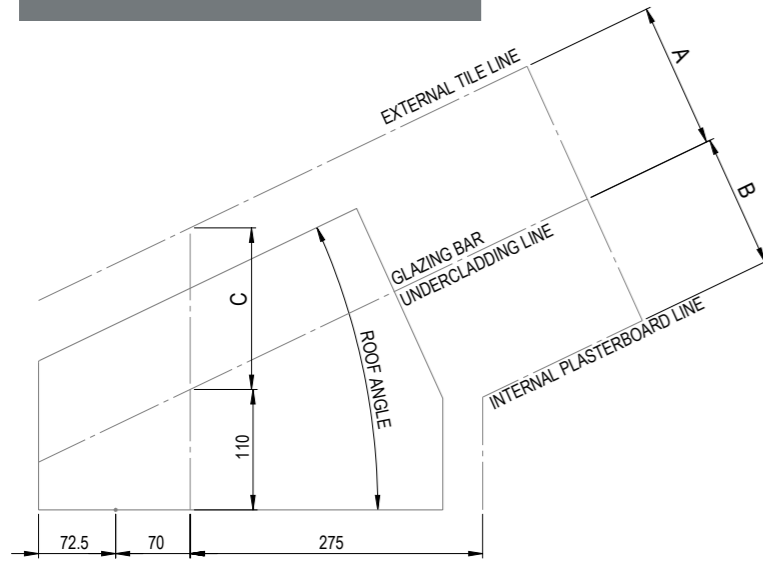 EXTERNAL TILE LINE
A
B
GLAZING BAR
UNDERCLADDING LINE
C
ROOF ANGLE
INTERNAL PLASTERBOARD LINE
110
72.5
70
275